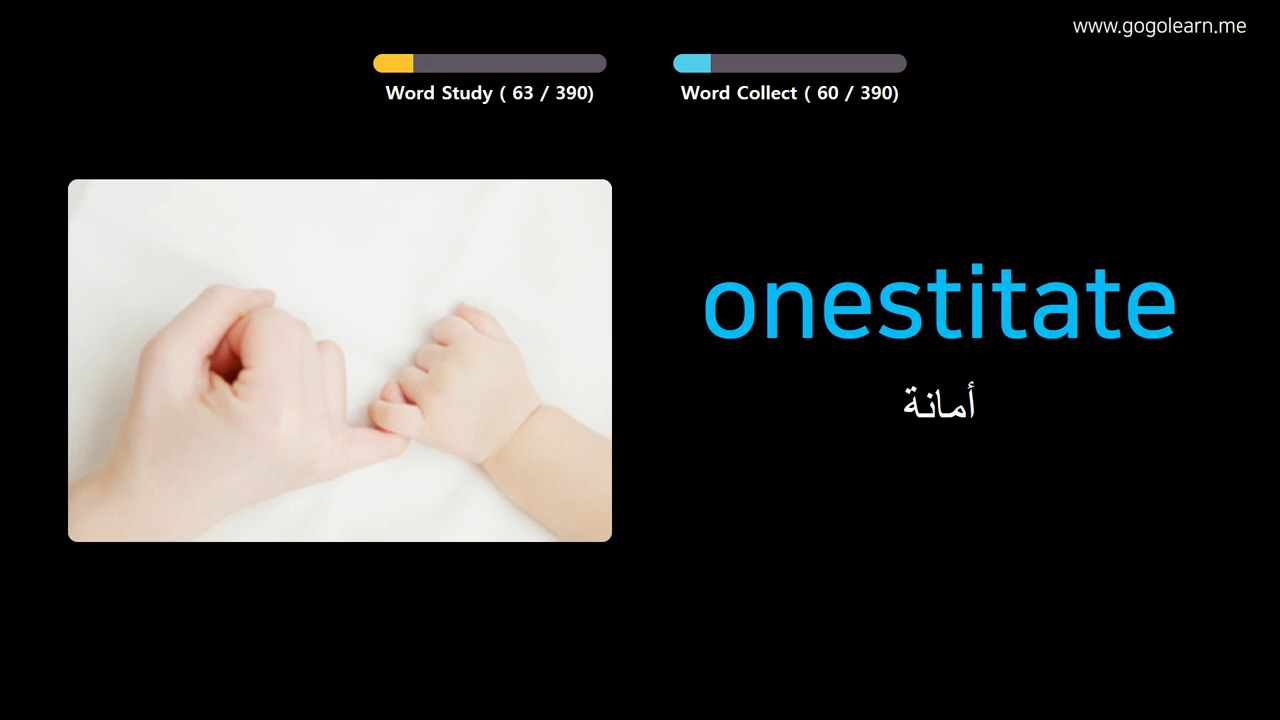 www.gogolearn.me
Word Study ( 63 / 390)
Word Collect ( 60 / 390)
onestitate
أمانة